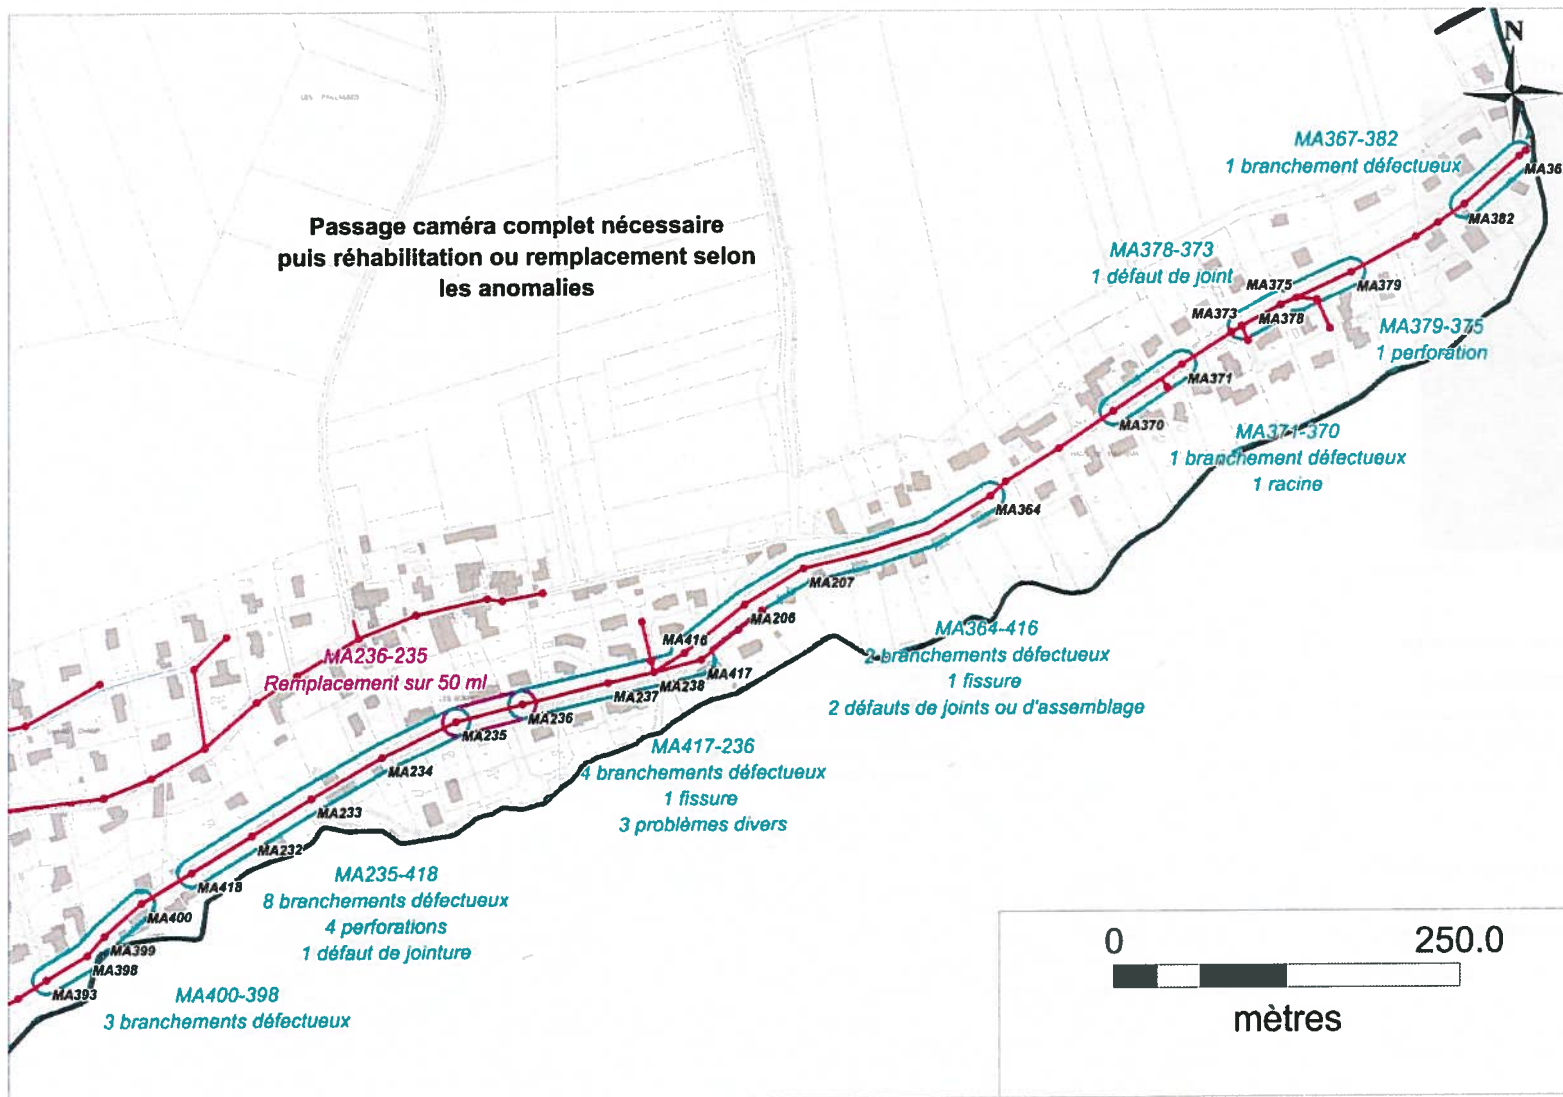 N
LES PAILLAGES
MA367-382
1 branchement défectueux
MA36
MA382
Passage caméra complet nécessaire
puis réhabilitation ou remplacement selon
les anomalies
MA378-373
1 défaut de joint
MA375
MA379
MA373
MA378
MA379-375
1 perforation
MA371
MA370
MA371-370
1 branchement défectueux
1 racine
MA364
MA207
MA206
MA416
MA364-416
2 branchements défectueux
1 fissure
2 défauts de joints ou d'assemblage
MA236-235
Remplacement sur 50 ml
MA417
MA238
MA237
MA236
MA235
MA417-236
4 branchements défectueux
1 fissure
3 problèmes divers
MA234
MA233
MA232
MA418
MA235-418
8 branchements défectueux
4 perforations
1 défaut de jointure
MA400
MA399
MA398
MA393
MA400-398
3 branchements défectueux
0 250.0
mètres